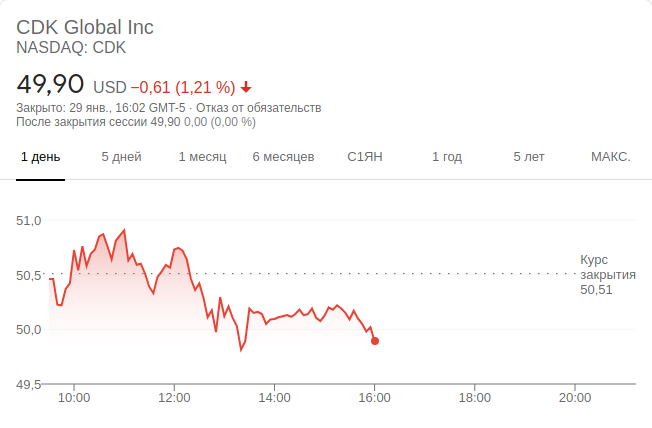 CDK Global Inc
NASDAQ: CDK
49,90 USD −0,61 (1,21 %)
Закрыто: 29 янв., 16:02 GMT-5 · Отказ от обязательств
После закрытия сессии 49,90 0,00 (0,00 %)
1 день 5 дней 1 месяц 6 месяцев С1ЯН 1 год 5 лет МАКС.
51,0
Курс
50,5 закрытия
50,51
50,0
49,5
10:00 12:00 14:00 16:00 18:00 20:00